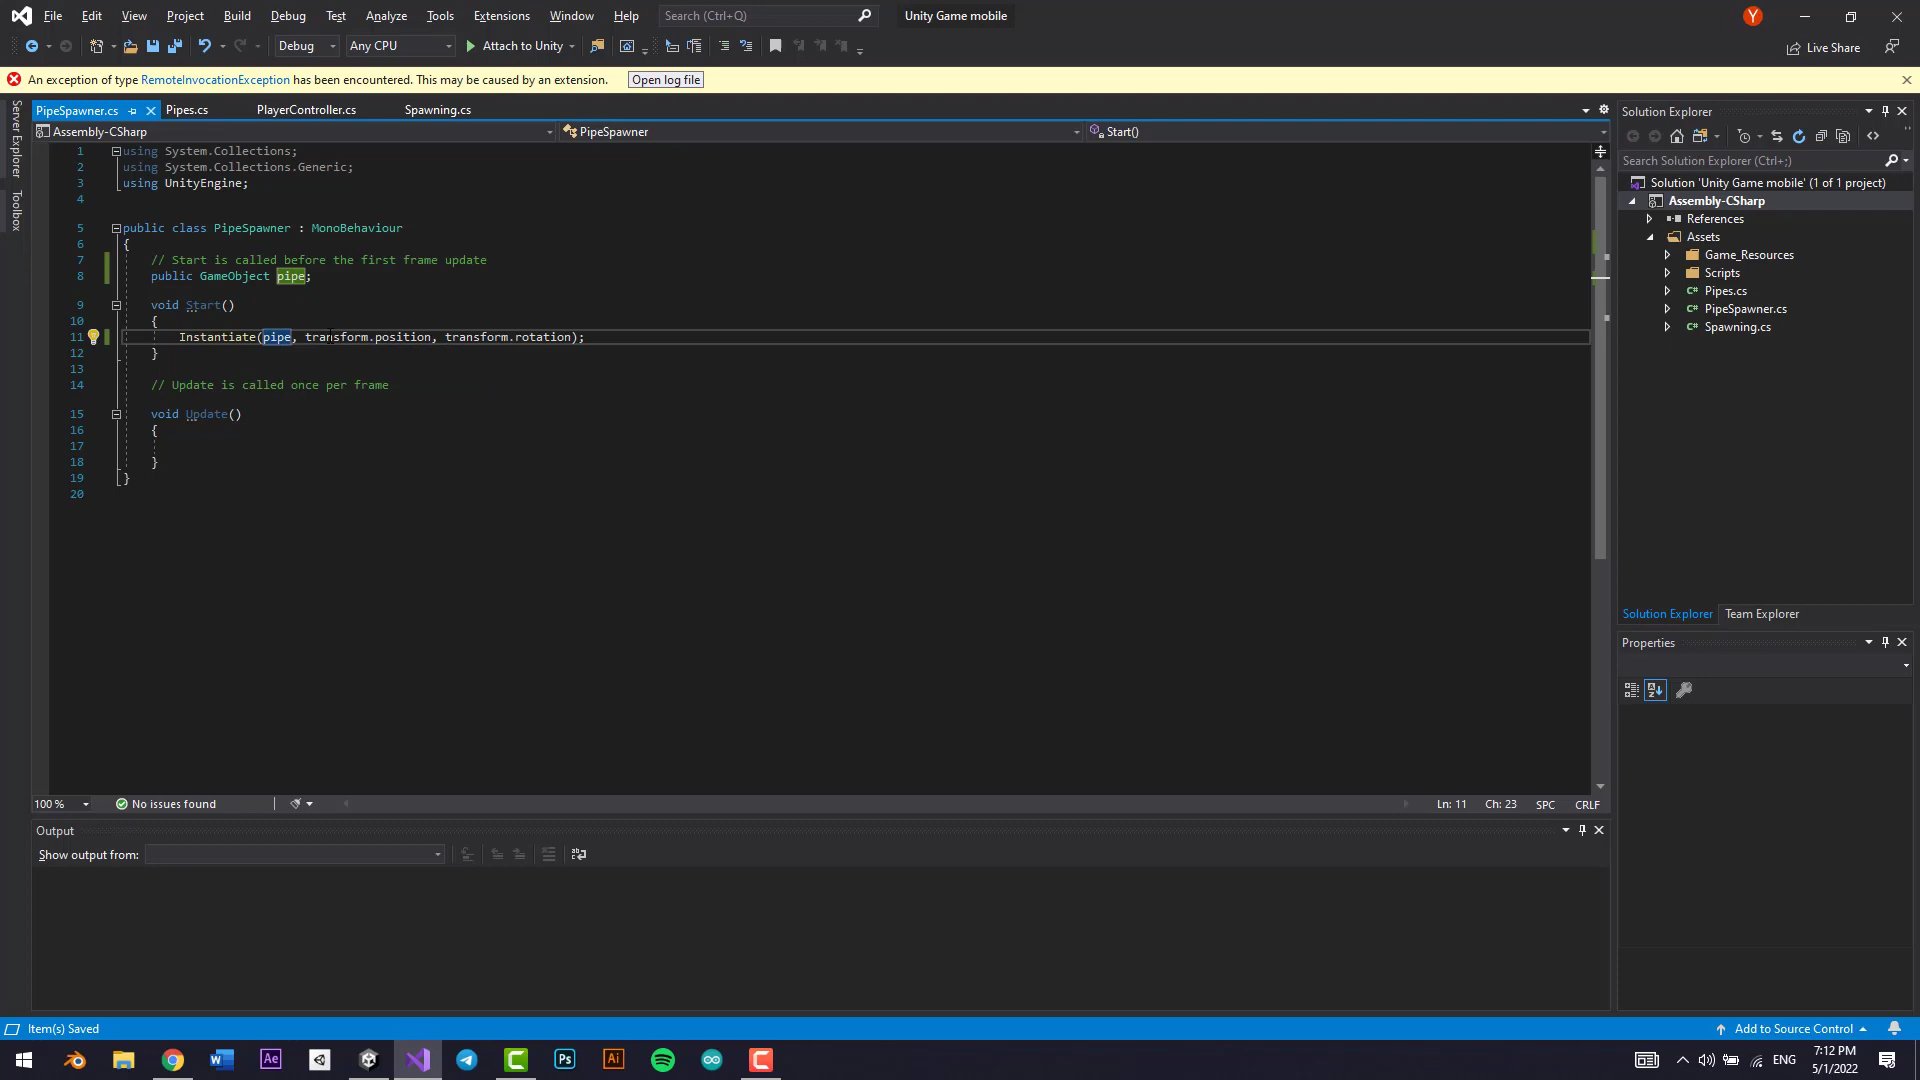 File Edit View Project Build Debug Test Analyze Tools Extensions Window Help Search (Ctrl+Q) Unity Game mobile Y
Debug Any CPU Attach to Unity Live Share
An exception of type RemoteInvocationException has been encountered. This may be caused by an extension. Open log file
Server Explorer
Toolbox
PipeSpawner.cs Pipes.cs PlayerController.cs Spawning.cs
Assembly-CSharp PipeSpawner Start()
1 using System.Collections;
2 using System.Collections.Generic;
3 using UnityEngine;
4
5 public class PipeSpawner : MonoBehaviour
6 {
7 // Start is called before the first frame update
8 public GameObject pipe;
9 void Start()
10 {
11 Instantiate(pipe, transform.position, transform.rotation);
12 }
13
14 // Update is called once per frame
15 void Update()
16 {
17
18 }
19 }
20
100 % No issues found Ln: 11 Ch: 23 SPC CRLF
Output
Show output from:
Solution Explorer
Search Solution Explorer (Ctrl+;)
Solution 'Unity Game mobile' (1 of 1 project)
Assembly-CSharp
References
Assets
Game_Resources
Scripts
C# Pipes.cs
C# PipeSpawner.cs
C# Spawning.cs
Solution Explorer Team Explorer
Properties
Item(s) Saved Add to Source Control
Ae Ps Ai ENG 7:12 PM
5/1/2022